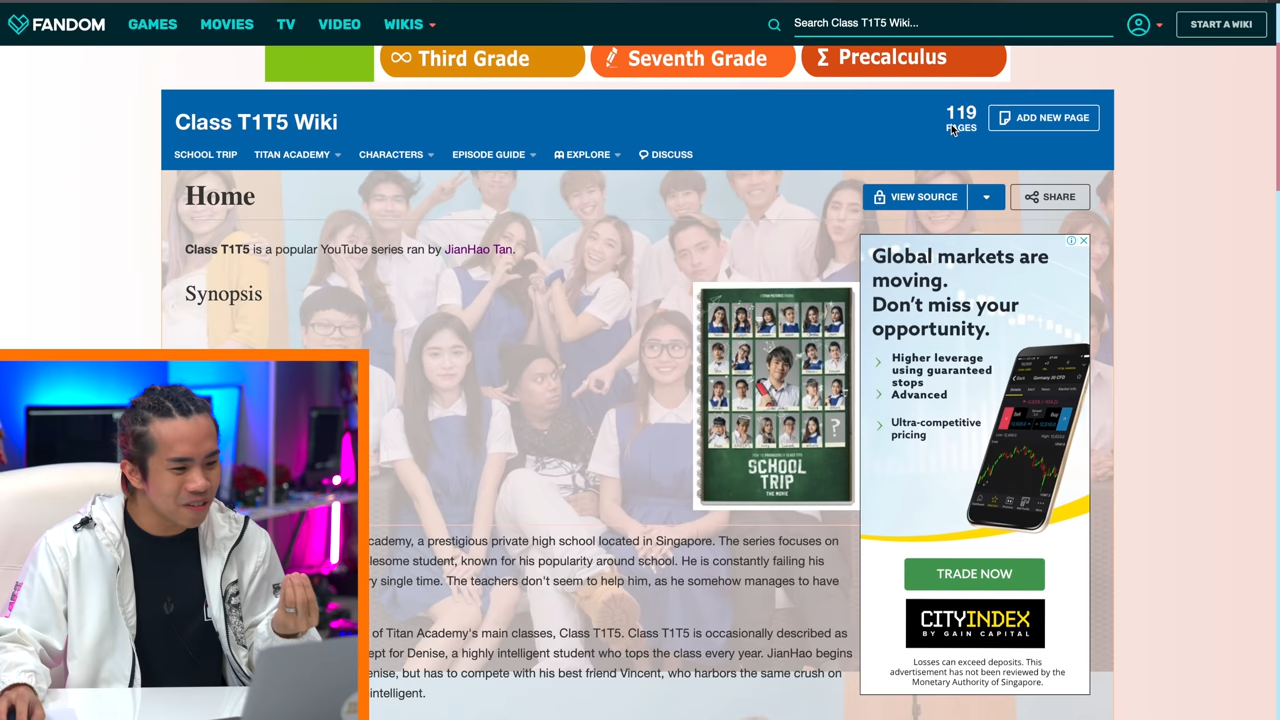 FANDOM
GAMES
MOVIES
TV
VIDEO
WIKIS
Search Class T1T5 Wiki...
START A WIKI
∞ Third Grade
Seventh Grade
Σ Precalculus
Class T1T5 Wiki
119
PAGES
ADD NEW PAGE
SCHOOL TRIP
TITAN ACADEMY
CHARACTERS
EPISODE GUIDE
EXPLORE
DISCUSS
Home
VIEW SOURCE
SHARE
Class T1T5 is a popular YouTube series ran by JianHao Tan.
Synopsis
SCHOOL
TRIP
THE MOVIE
?
Global markets are
moving.
Don't miss your
opportunity.
Higher leverage
using guaranteed
stops
Advanced
Ultra-competitive
pricing
TRADE NOW
CITYINDEX
BY GAIN CAPITAL
Losses can exceed deposits. This
advertisement has not been reviewed by the
Monetary Authority of Singapore.
cademy, a prestigious private high school located in Singapore. The series focuses on
lesome student, known for his popularity around school. He is constantly failing his
y single time. The teachers don't seem to help him, as he somehow manages to have
of Titan Academy's main classes, Class T1T5. Class T1T5 is occasionally described as
ept for Denise, a highly intelligent student who tops the class every year. JianHao begins
enise, but has to compete with his best friend Vincent, who harbors the same crush on
intelligent.